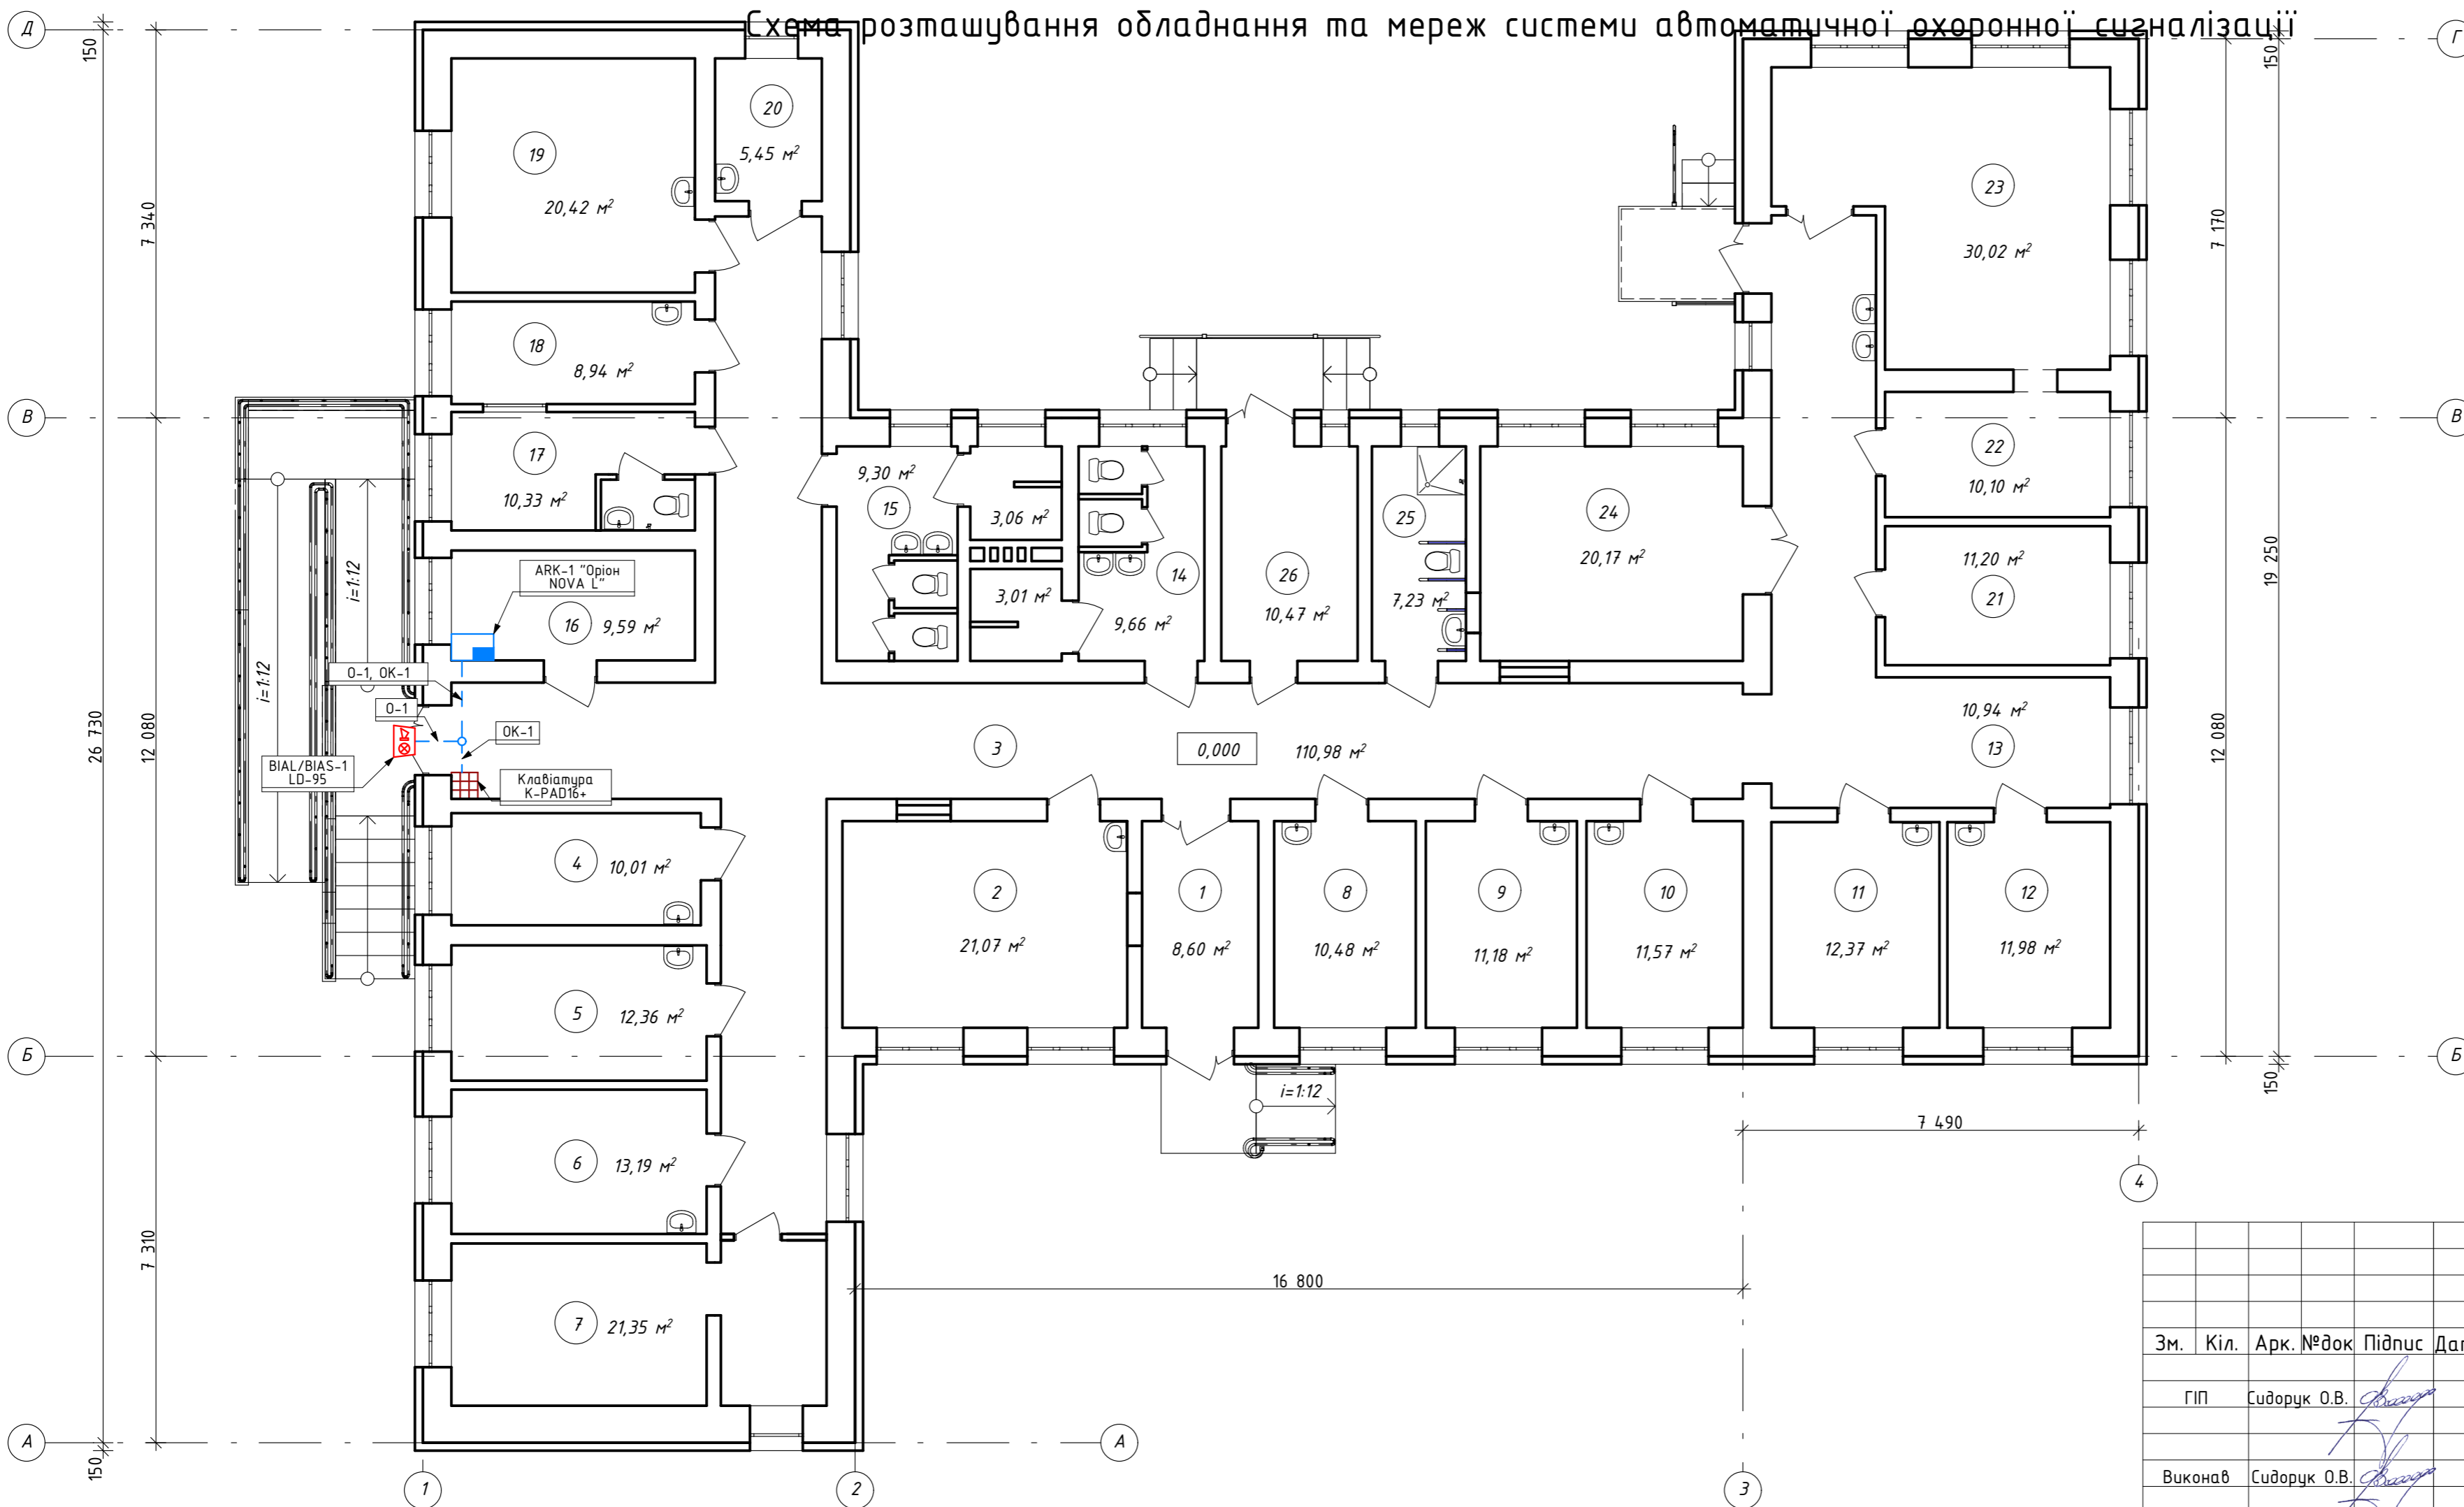 Схема розташування обладнання та мереж системи автоматичної охоронної сигналізації
Д
Г
150
150
20
5,45 м²
19
20,42 м²
23
30,02 м²
7 340
7 170
18
8,94 м²
В
В
17
10,33 м²
9,30 м²
15
3,06 м²
25
24
20,17 м²
22
10,10 м²
19 250
i=1:12
ARK-1 "Оріон
NOVA L"
14
26
3,01 м²
9,66 м²
10,47 м²
7,23 м²
11,20 м²
21
16
9,59 м²
i=1:12
О-1, ОК-1
О-1
ОК-1
10,94 м²
13
26 730
12 080
12 080
3
0,000
110,98 м²
BIAL/BIAS-1
LD-95
Клавіатура
K-PAD16+
4
10,01 м²
2
21,07 м²
1
8,60 м²
8
10,48 м²
9
11,18 м²
10
11,57 м²
11
12,37 м²
12
11,98 м²
5
12,36 м²
Б
Б
150
i=1:12
7 490
6
13,19 м²
4
7 310
16 800
7
21,35 м²
Зм.
Кіл.
Арк.
№док
Підпис
ГІП
Сидорук О.В.
А
А
150
1
2
3
Виконав
Сидорук О.В.